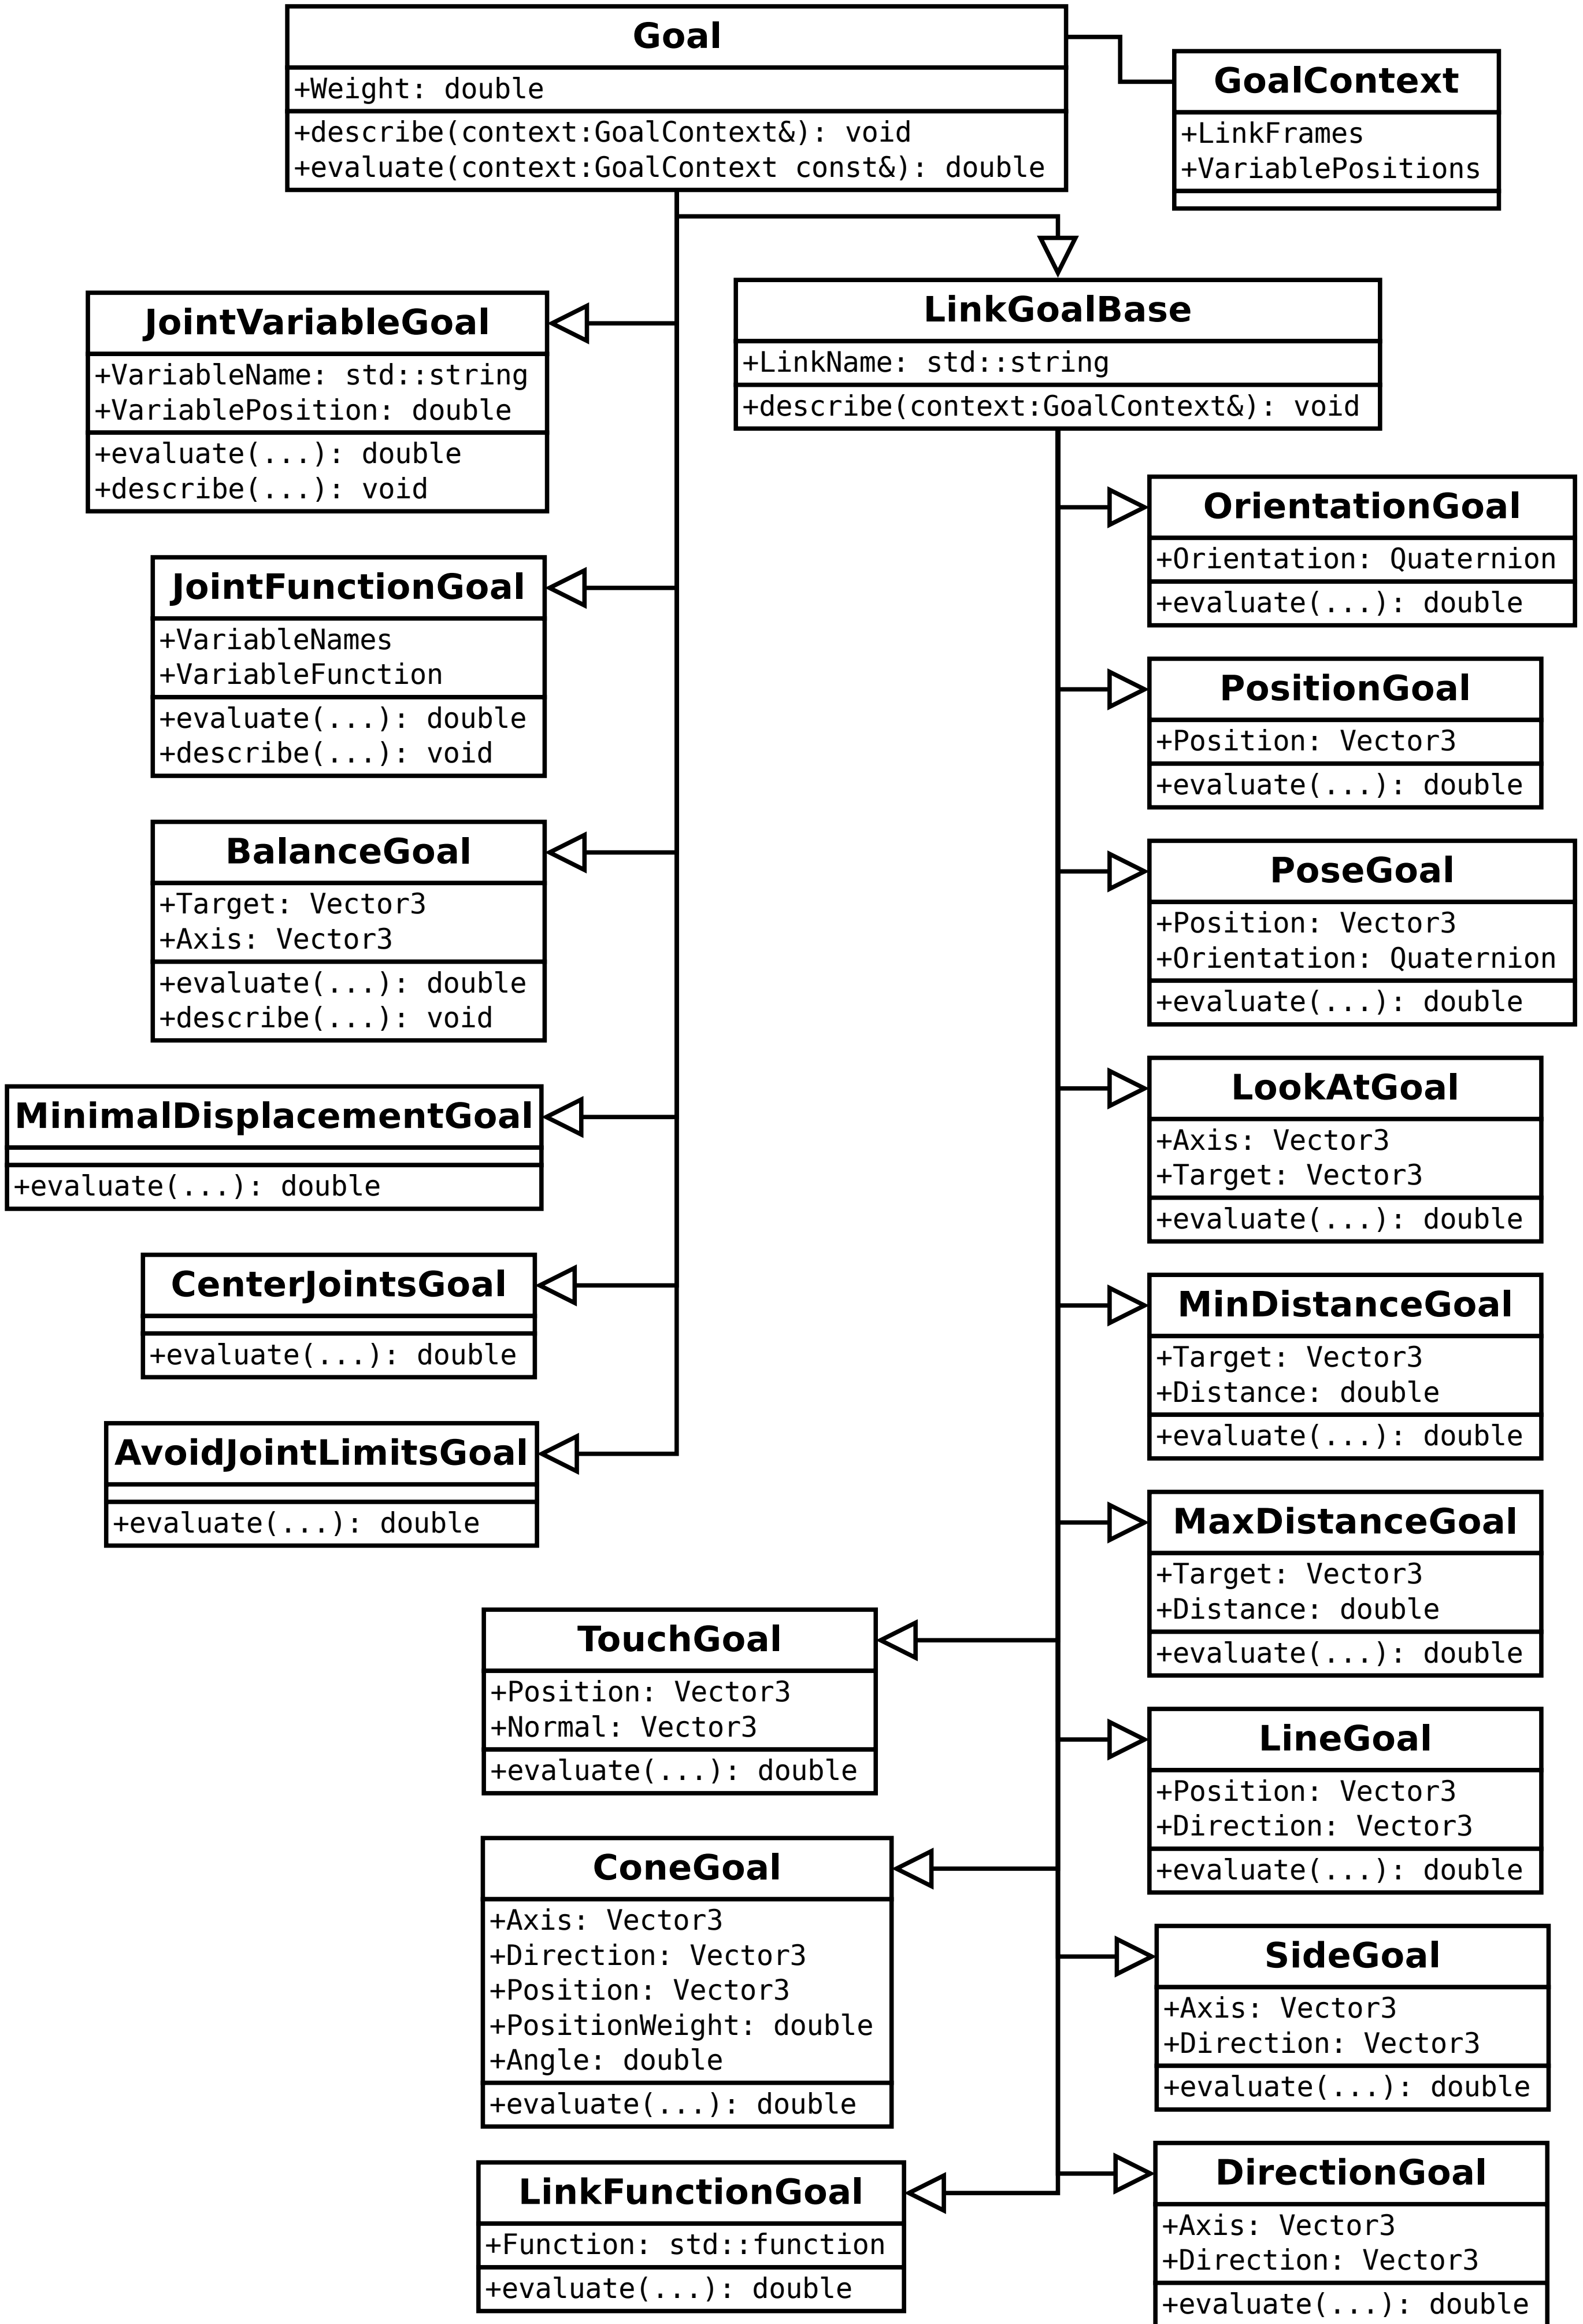 Goal
+Weight: double
+describe(context:GoalContext&): void
+evaluate(context:GoalContext const&): double
GoalContext
+LinkFrames
+VariablePositions
JointVariableGoal
+VariableName: std::string
+VariablePosition: double
+evaluate(...): double
+describe(...): void
LinkGoalBase
+LinkName: std::string
+describe(context:GoalContext&): void
JointFunctionGoal
+VariableNames
+VariableFunction
+evaluate(...): double
+describe(...): void
BalanceGoal
+Target: Vector3
+Axis: Vector3
+evaluate(...): double
+describe(...): void
MinimalDisplacementGoal
+evaluate(...): double
CenterJointsGoal
+evaluate(...): double
AvoidJointLimitsGoal
+evaluate(...): double
OrientationGoal
+Orientation: Quaternion
+evaluate(...): double
PositionGoal
+Position: Vector3
+evaluate(...): double
PoseGoal
+Position: Vector3
+Orientation: Quaternion
+evaluate(...): double
LookAtGoal
+Axis: Vector3
+Target: Vector3
+evaluate(...): double
MinDistanceGoal
+Target: Vector3
+Distance: double
+evaluate(...): double
MaxDistanceGoal
+Target: Vector3
+Distance: double
+evaluate(...): double
TouchGoal
+Position: Vector3
+Normal: Vector3
+evaluate(...): double
LineGoal
+Position: Vector3
+Direction: Vector3
+evaluate(...): double
ConeGoal
+Axis: Vector3
+Direction: Vector3
+Position: Vector3
+PositionWeight: double
+Angle: double
+evaluate(...): double
SideGoal
+Axis: Vector3
+Direction: Vector3
+evaluate(...): double
LinkFunctionGoal
+Function: std::function
+evaluate(...): double
DirectionGoal
+Axis: Vector3
+Direction: Vector3
+evaluate(...): double